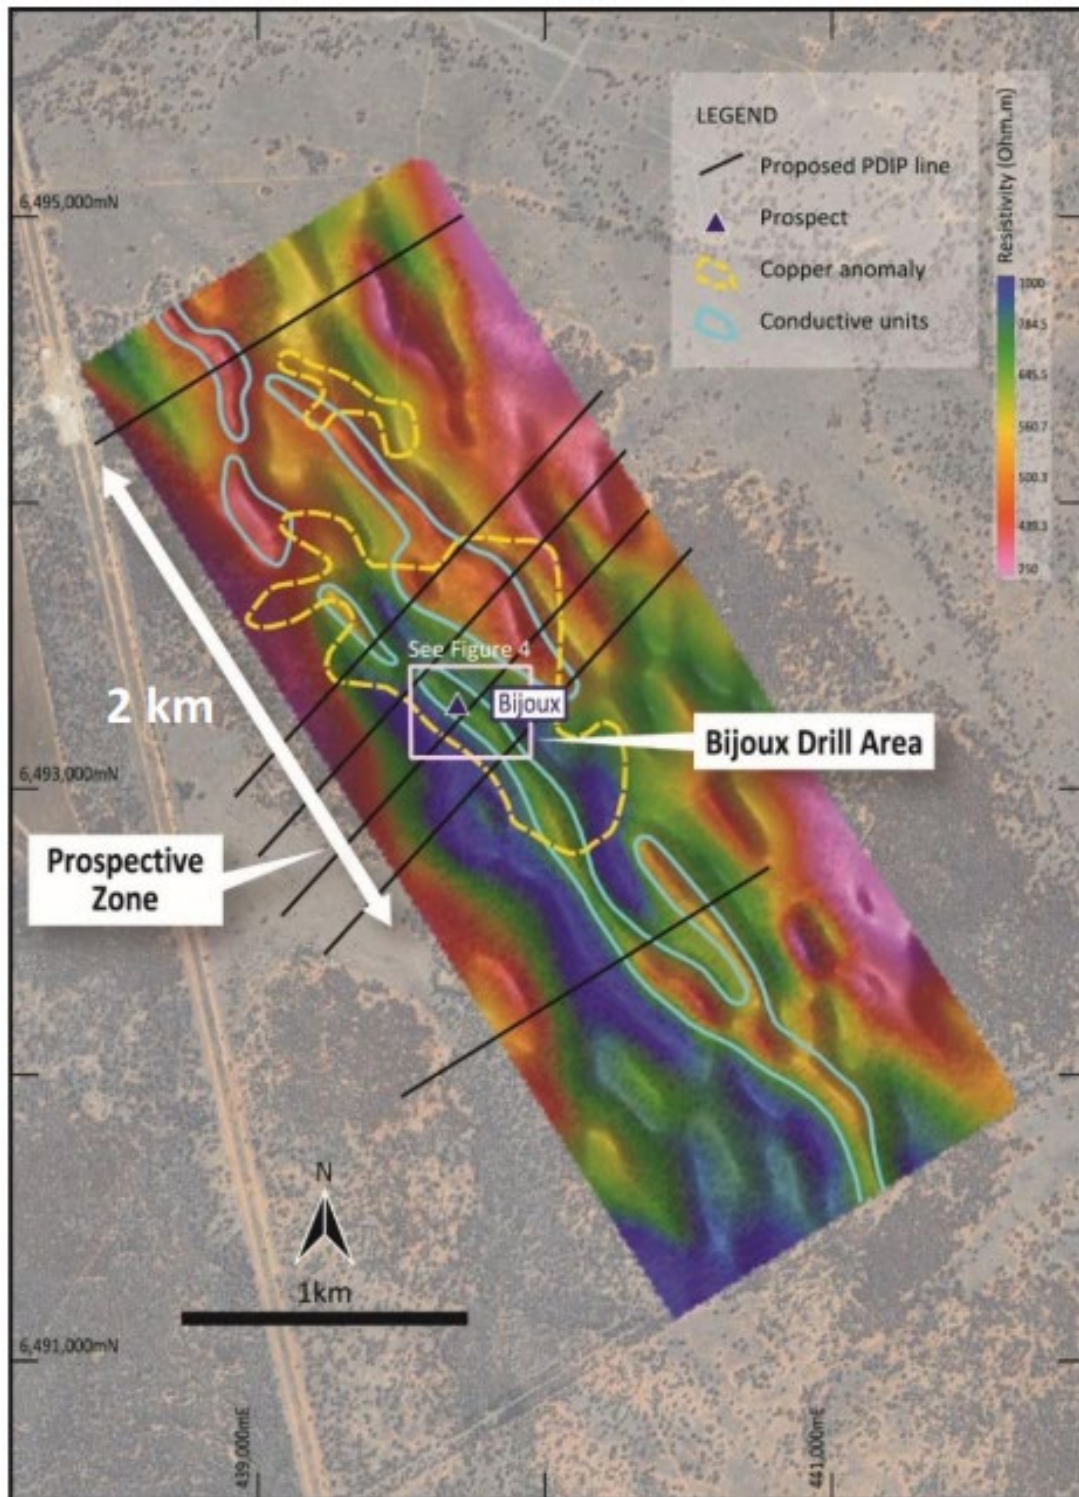 LEGEND
Proposed PDIP line
Prospect
Copper anomaly
Conductive units
Resistivity (Ohm.m)
1000
784.5
645.5
560.7
500.3
439.3
250
6,495,000mN
See Figure 4
Bijoux
2 km
Bijoux Drill Area
6,493,000mN
Prospective
Zone
N
1km
6,491,000mN
439,000mE
441,000mE